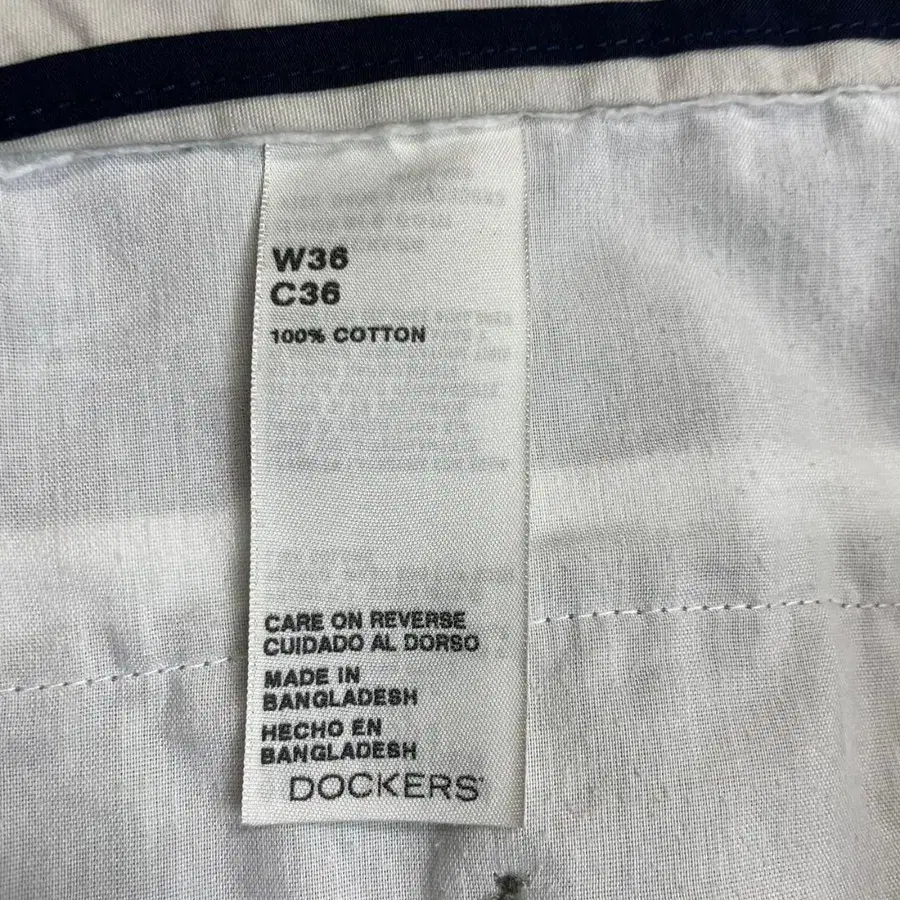 W36
C36
100% COTTON
CARE ON REVERSE
CUIDADO AL DORSO
MADE IN
BANGLADESH
HECHO EN
BANGLADESH
DOCKERS